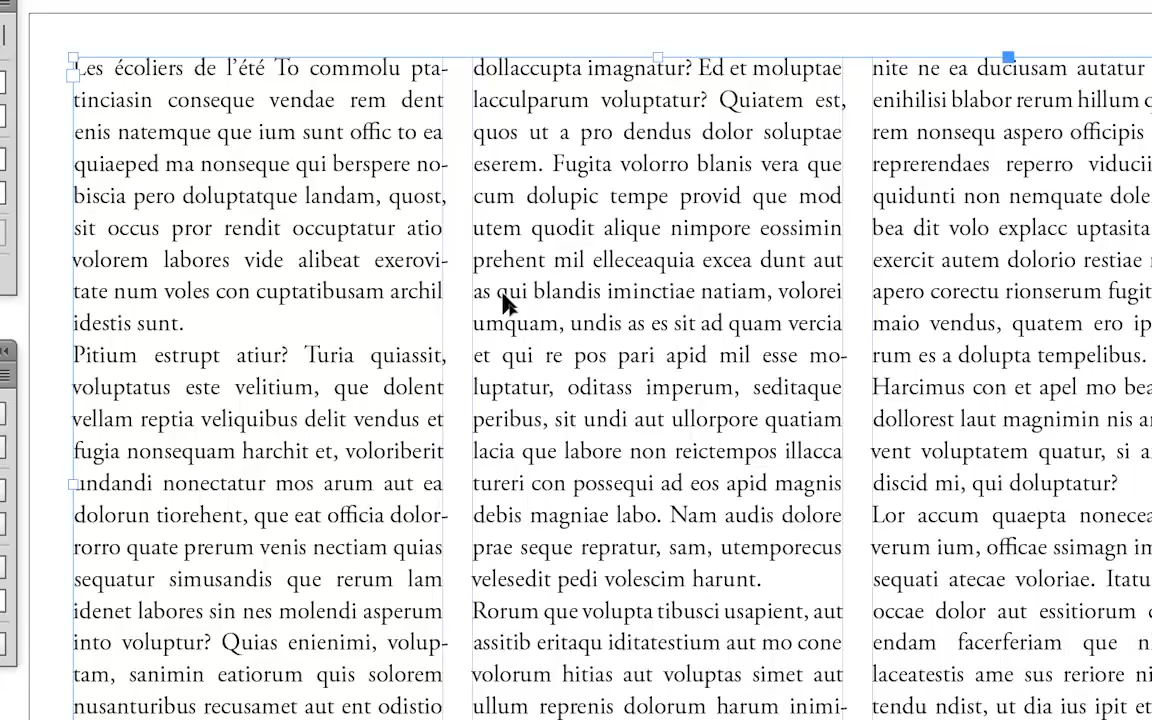 Les écoliers de l’été To commolu pta-
tinciasin conseque vendae rem dent
enis natemque que ium sunt offic to ea
quiaeped ma nonseque qui berspere no-
biscia pero doluptatque landam, quost,
sit occus pror rendit occuptatur atio
volorem labores vide alibeat exerovi-
tate num voles con cuptatibusam archil
idestis sunt.
Pitium estrupt atiur? Turia quiassit,
voluptatus este velitium, que dolent
vellam reptia veliquibus delit vendus et
fugia nonsequam harchit et, voloriberit
undandi nonectatur mos arum aut ea
dolorun tiorehent, que eat officia dolor-
rorro quate prerum venis nectiam quias
sequatur simusandis que rerum lam
idenet labores sin nes molendi asperum
into voluptur? Quias enienimi, volup-
tam, sanimin eatiorum quis solorem
nusanturibus recusamet aut ent odistio
dollaccupta imagnatur? Ed et moluptae
lacculparum voluptatur? Quiatem est,
quos ut a pro dendus dolor soluptae
eserem. Fugita volorro blanis vera que
cum dolupic tempe provid que mod
utem quodit alique nimpore eossimin
prehent mil elleceaquia excea dunt aut
as qui blandis iminctiae natiam, volorei
umquam, undis as es sit ad quam vercia
et qui re pos pari apid mil esse mo-
luptatur, oditass imperum, seditaque
peribus, sit undi aut ullorpore quatiam
lacia que labore non reictempos illacca
tureri con possequi ad eos apid magnis
debis magniae labo. Nam audis dolore
prae seque repratur, sam, utemporecus
velesedit pedi volescim harunt.
Rorum que volupta tibusci usapient, aut
assitib eritaqu iditatestium aut mo cone
volorum hitias aut voluptas simet aut
ullum reprenis dolorum harum inimi-
nite ne ea duciusam autatur
enihilisi blabor rerum hillum
rem nonsequ aspero officipis
reprerendaes reperro
quidunti non nemquate
bea dit volo explacc uptasita
exercit autem dolorio restiae
apero corectu rionserum
maio vendus, quatem ero
rum es a dolupta tempelibus.
Harcimus con et apel mo
dollorest laut magnimin nis
vent voluptatem quatur, si
discid mi, qui doluptatur?
Lor accum quaepta
verum ium, officae ssimagn
sequati atecae voloriae.
occae dolor aut essitiorum
endam facerferiam que
laceatestis ame sus reriore
tendu ndist, ut dia ius ipit